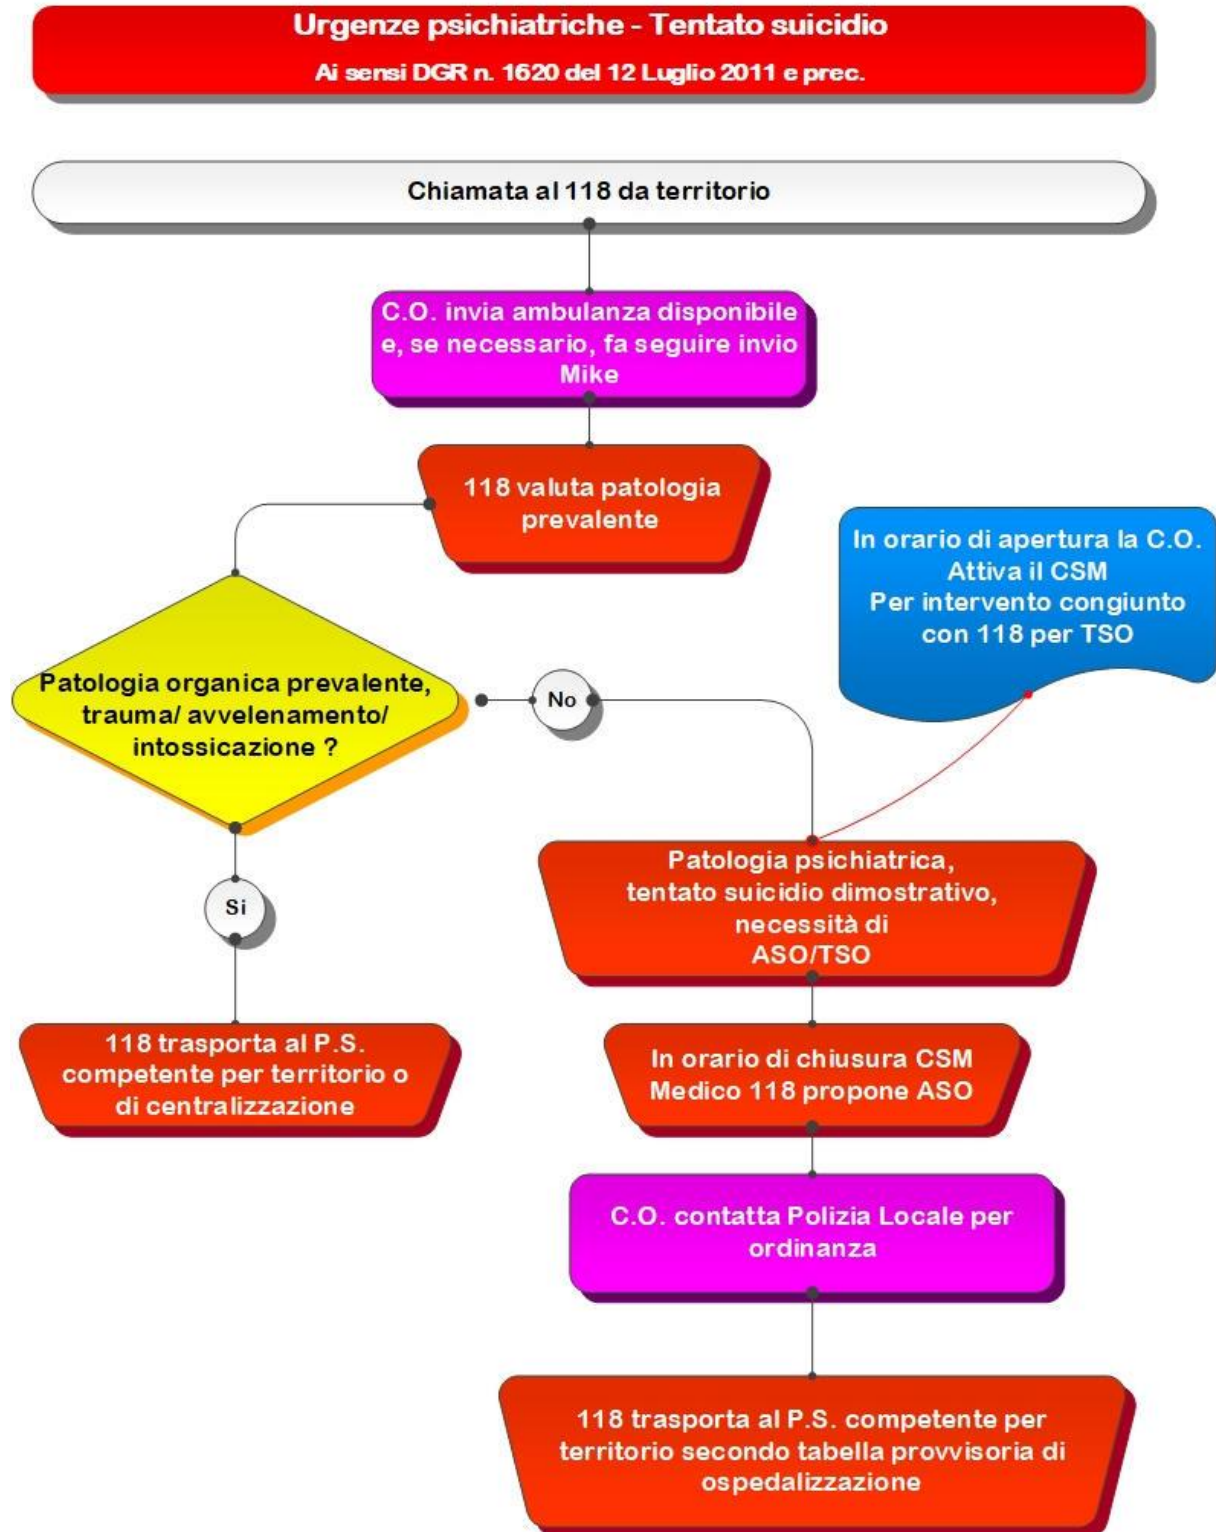 Urgenze psichiatriche - Tentato suicidio
Ai sensi DGR n. 1620 del 12 Luglio 2011 e prec.
Chiamata al 118 da territorio
C.O. invia ambulanza disponibile
e, se necessario, fa seguire invio
Mike
118 valuta patologia
prevalente
In orario di apertura la C.O.
Attiva il CSM
Per intervento congiunto
con 118 per TSO
Patologia organica prevalente,
trauma/ avvelenamento/
intossicazione ?
No
Si
Patologia psichiatrica,
tentato suicidio dimostrativo,
necessità di
ASO/TSO
118 trasporta al P.S.
competente per territorio o
di centralizzazione
In orario di chiusura CSM
Medico 118 propone ASO
C.O. contatta Polizia Locale per
ordinanza
118 trasporta al P.S. competente per
territorio secondo tabella provvisoria di
ospedalizzazione